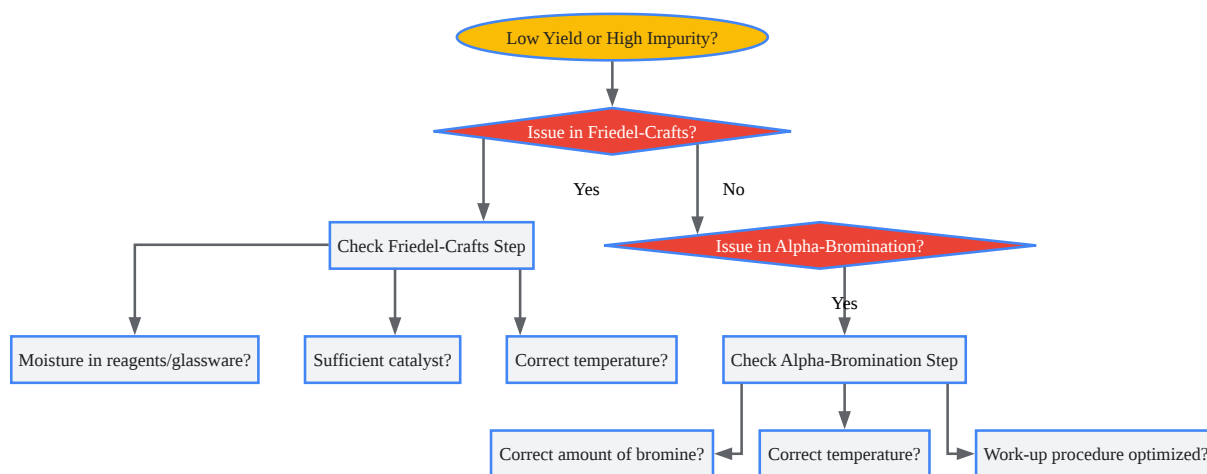 Low Yield or High Impurity?
Issue in Friedel-Crafts?
Yes
No
Check Friedel-Crafts Step
Issue in Alpha-Bromination?
Yes
Moisture in reagents/glassware?
Sufficient catalyst?
Correct temperature?
Check Alpha-Bromination Step
Correct amount of bromine?
Correct temperature?
Work-up procedure optimized?